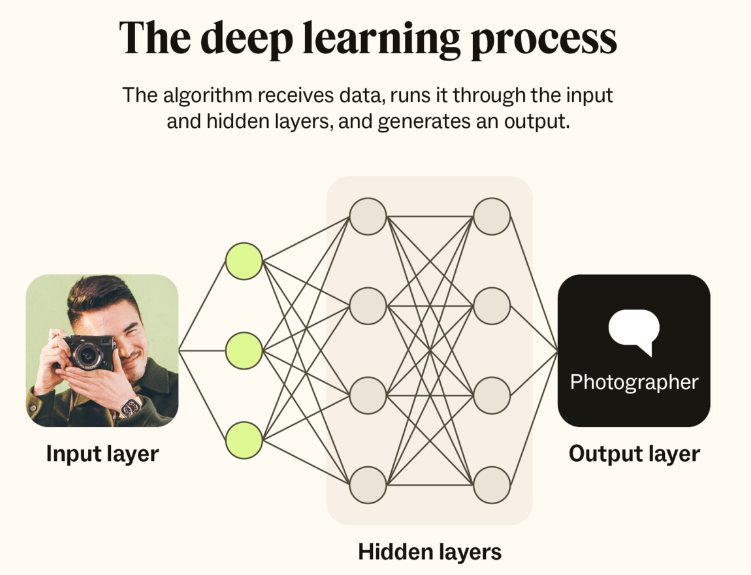 The deep learning process
The algorithm receives data, runs it through the input
and hidden layers, and generates an output.
Photographer
Input layer
Output layer
Hidden layers